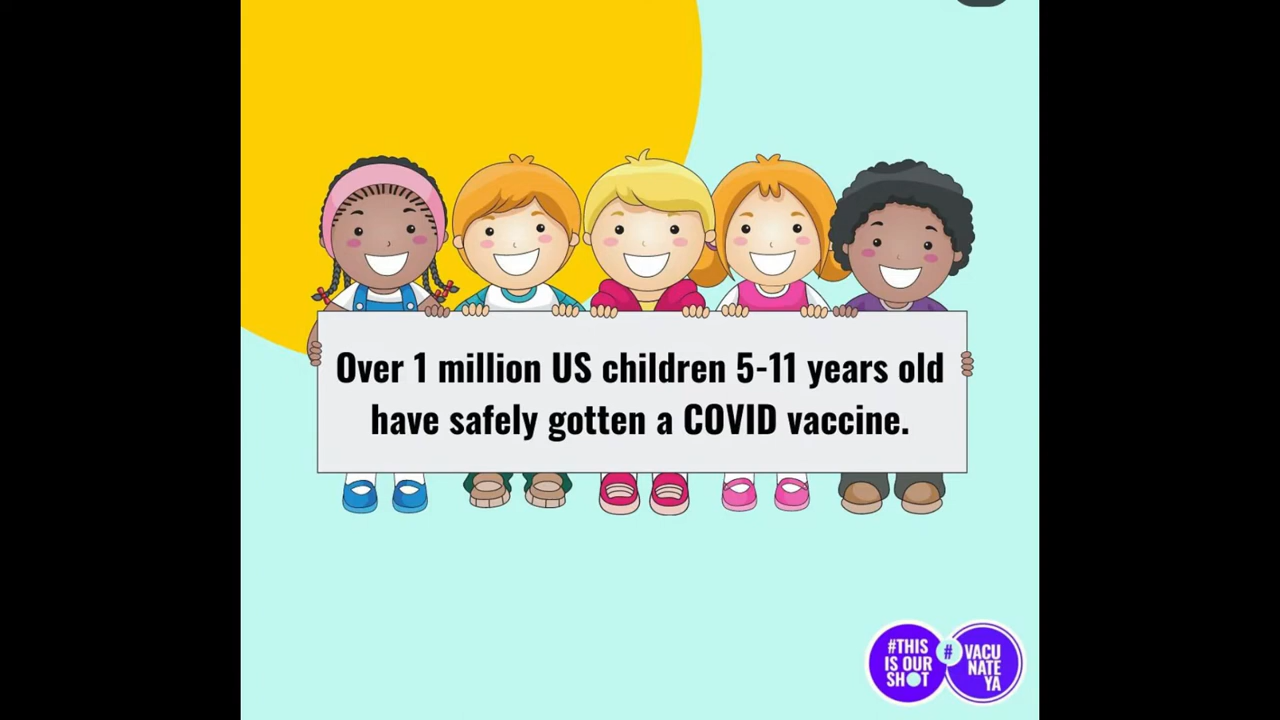 Over 1 million US children 5-11 years old
have safely gotten a COVID vaccine.
#THIS
IS OUR
SHOT
#
VACU
NATE
YA